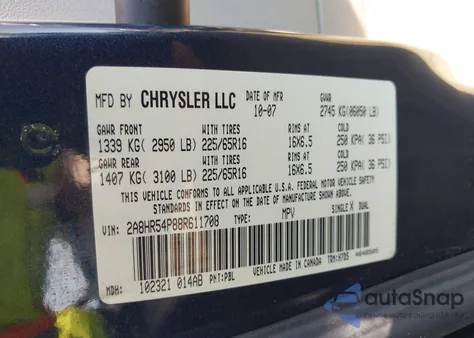 MFD BY CHRYSLER LLC DATE OF MFR 10-07 GVWR 2745 KG(06050 LB)
GAWR FRONT WITH TIRES RIMS AT COLD
1339 KG( 2950 LB) 225/65R16 16X6.5 250 KPA( 36 PSI)
GAWR REAR WITH TIRES RIMS AT COLD
1407 KG( 3100 LB) 225/65R16 16X6.5 250 KPA( 36 PSI)
THIS VEHICLE CONFORMS TO ALL APPLICABLE U.S.A. FEDERAL MOTOR VEHICLE SAFETY
STANDARDS IN EFFECT ON THE DATE OF MANUFACTURE SHOWN ABOVE.
VIN: 2A8HR54P88R611708 TYPE: MPV SINGLE X DUAL
VEHICLE MADE IN CANADA
MDH: 102321 014AB PNT:PBL TRM:H7DS
autoSnap